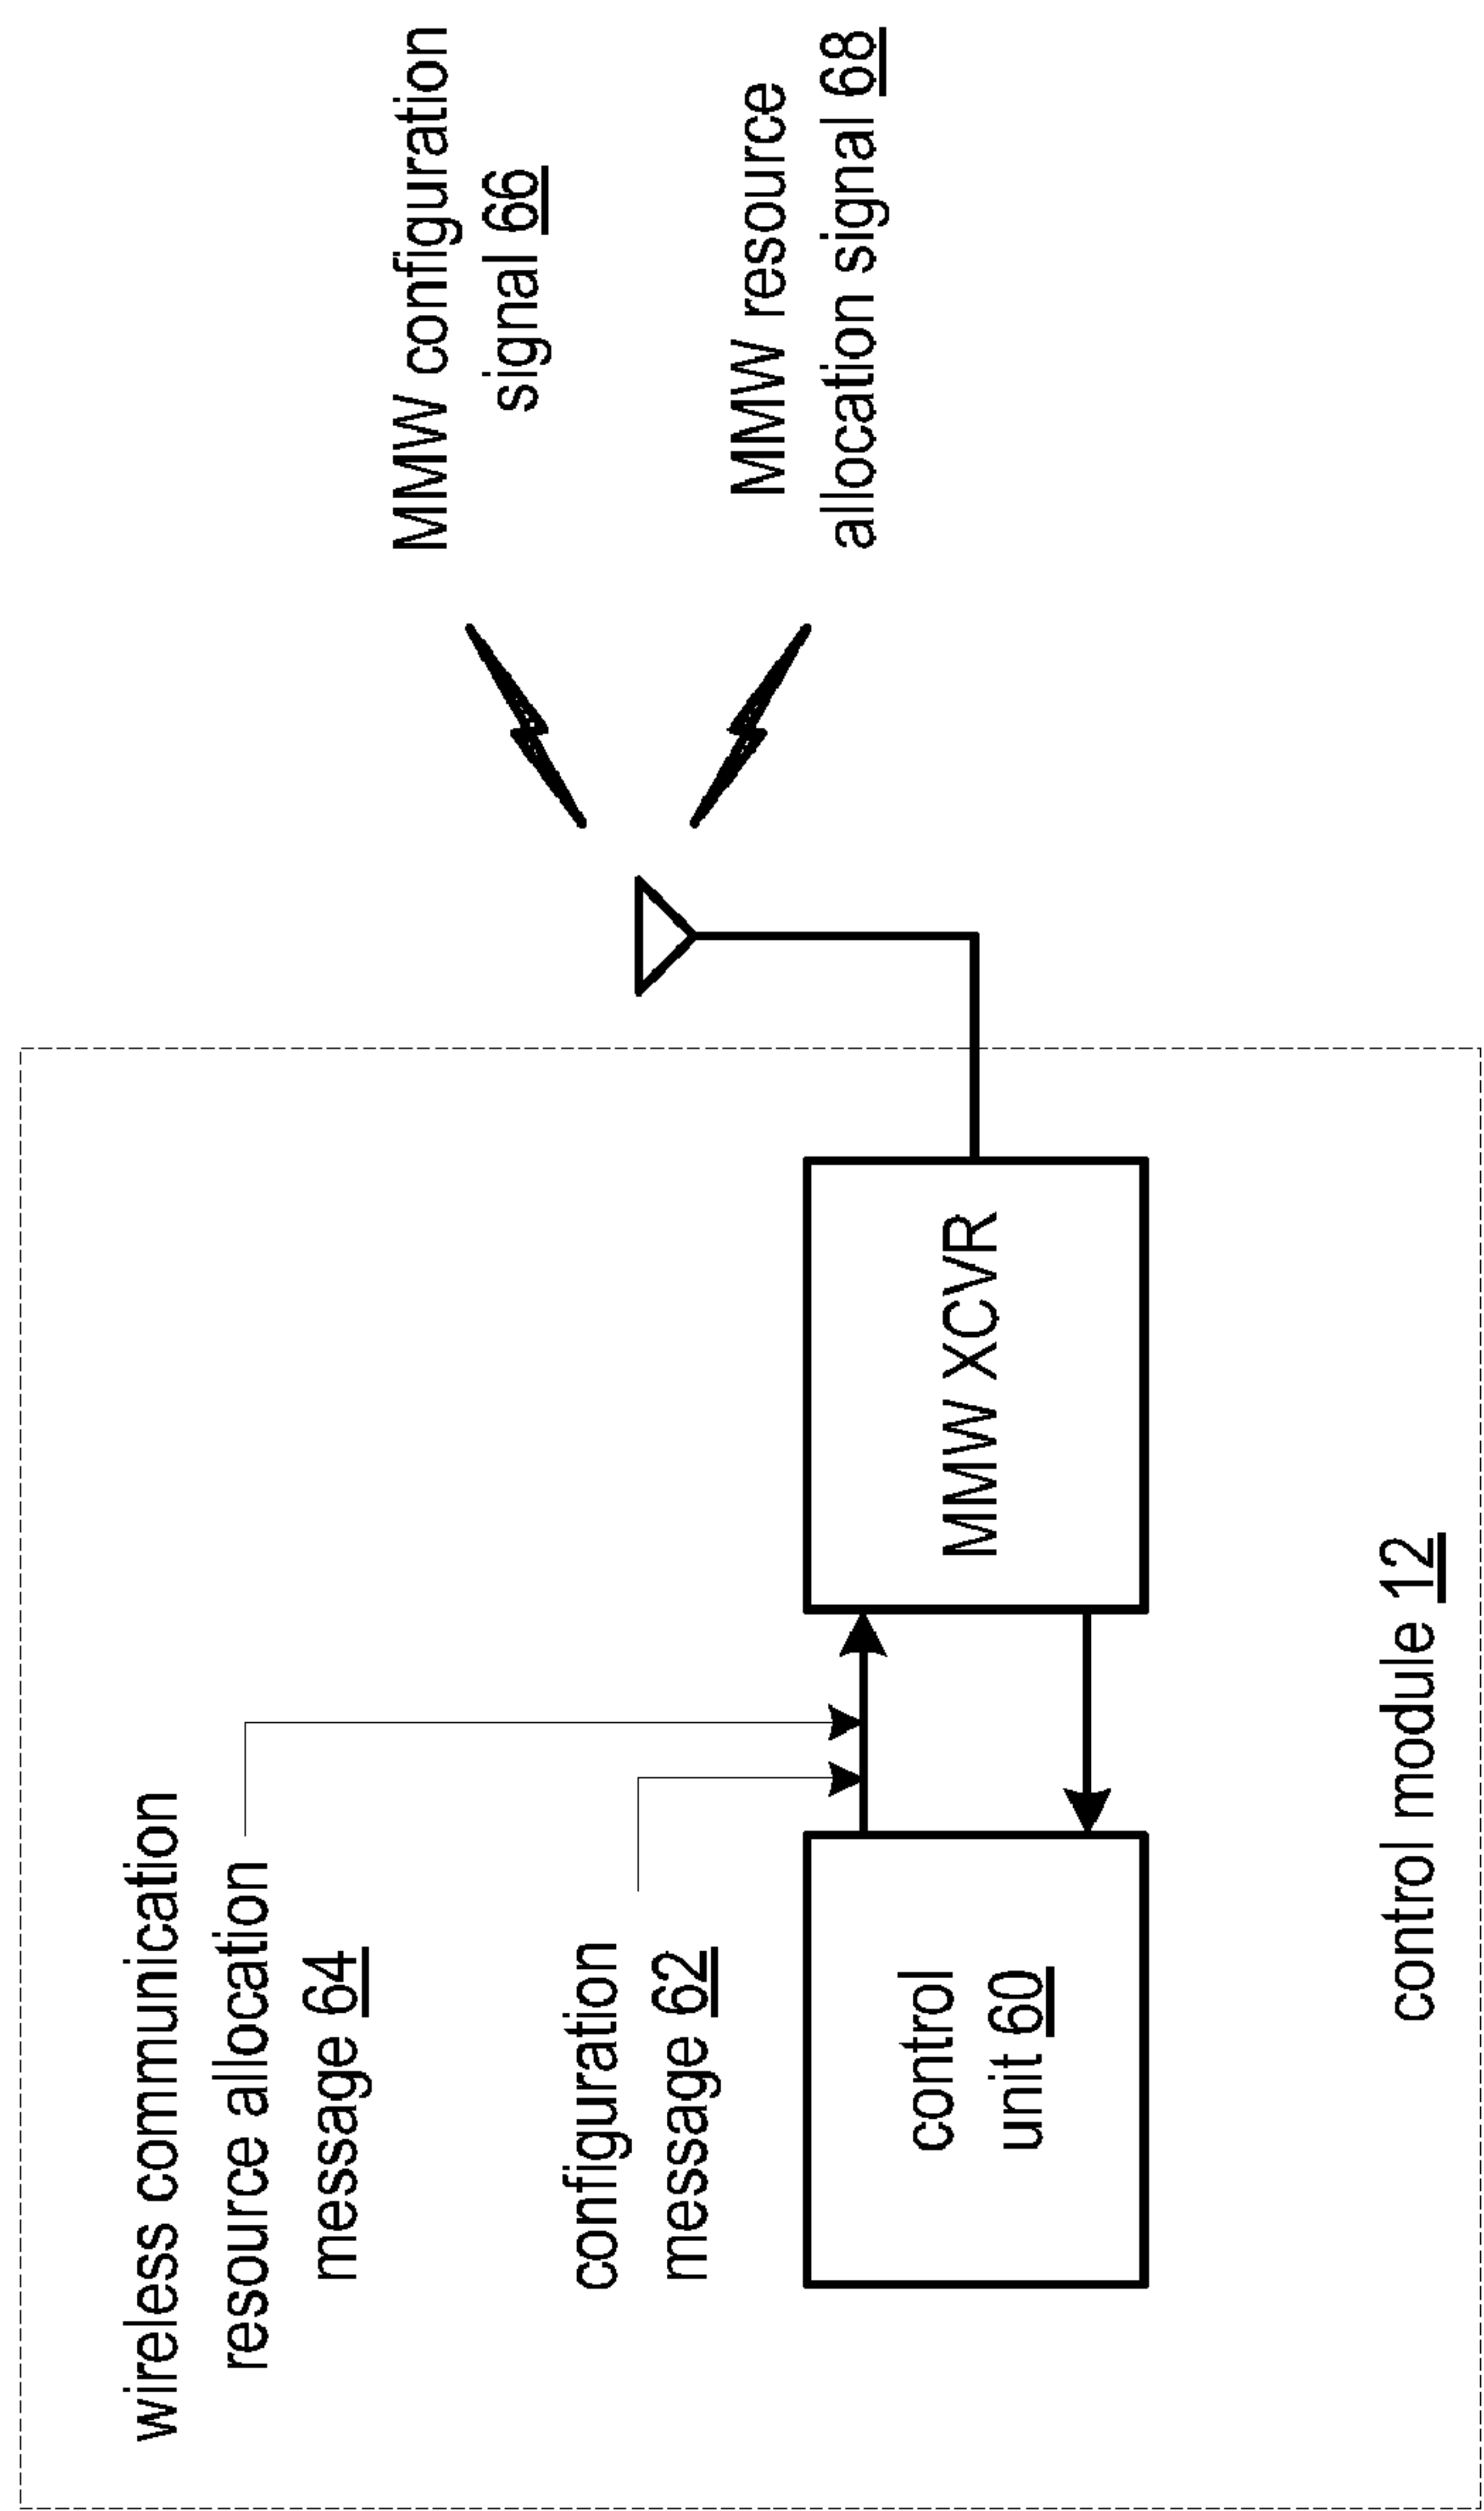 wireless communication
resource allocation
message 64
configuration
message 62
control
unit 60
MMW XCVR
control module 12
MMW configuration
signal 66
MMW resource
allocation signal 68